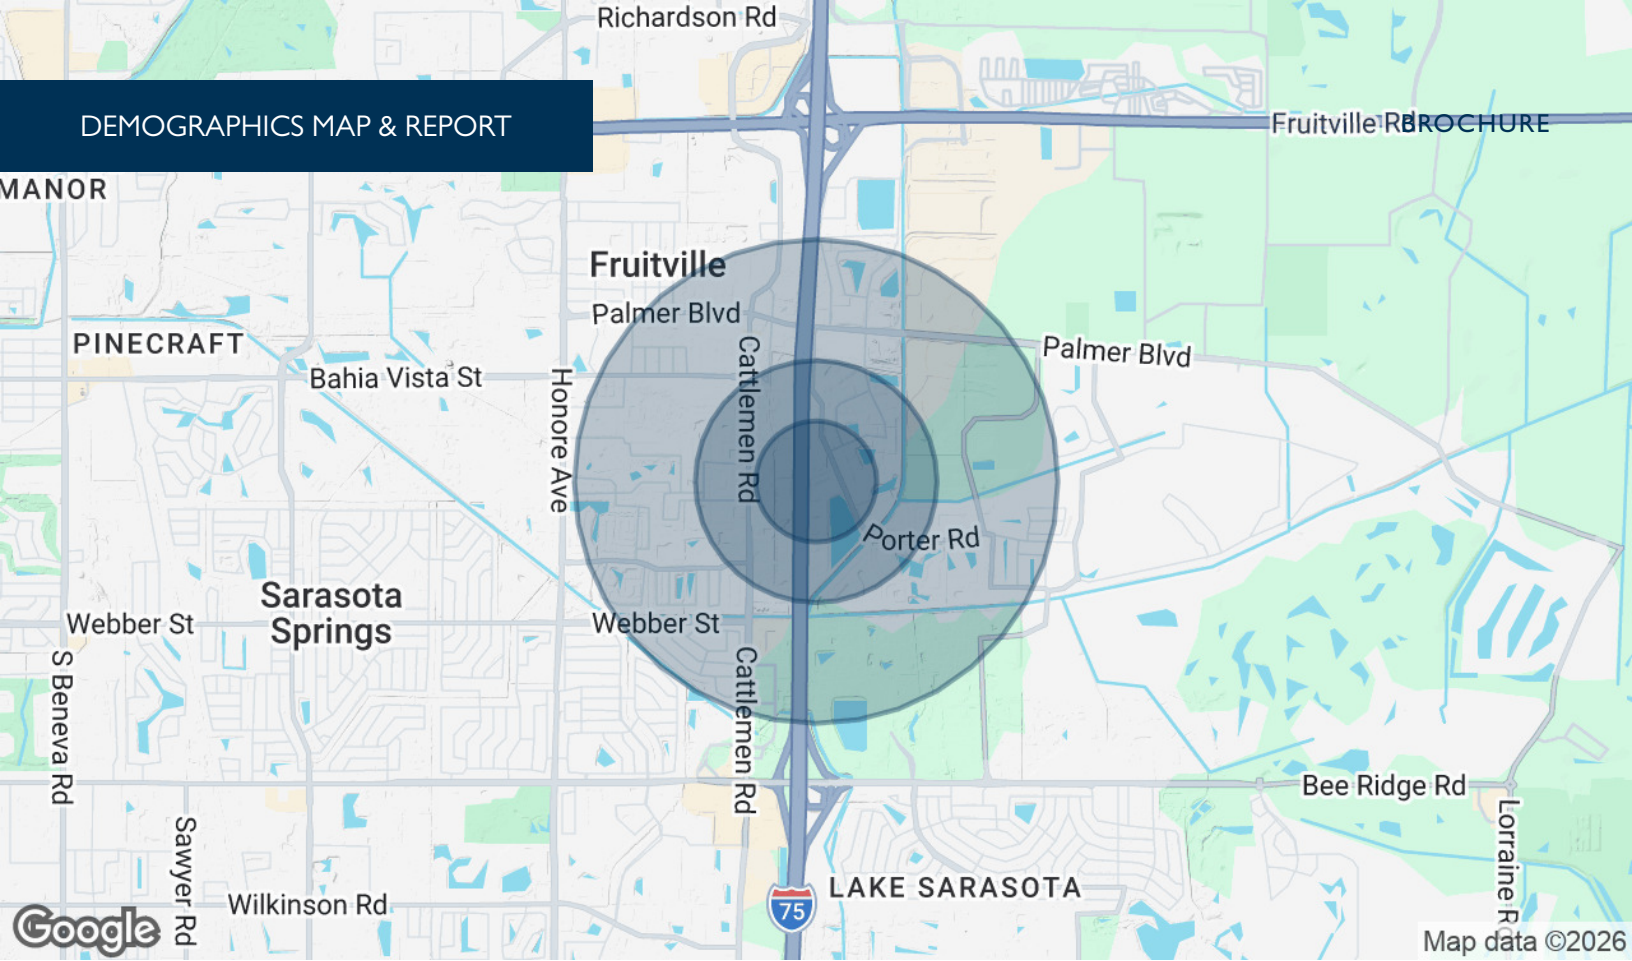 Richardson Rd
DEMOGRAPHICS MAP & REPORT
Fruitville Rd
BROCHURE
MANOR
Fruitville
Palmer Blvd
PINECRAFT
Palmer Blvd
Bahia Vista St
Honore Ave
Cattlemen Rd
Porter Rd
Sarasota
Springs
Webber St
Webber St
S Beneva Rd
Cattlemen Rd
Bee Ridge Rd
Sawyer Rd
Lorraine Rd
LAKE SARASOTA
75
Wilkinson Rd
Google
Map data ©2026